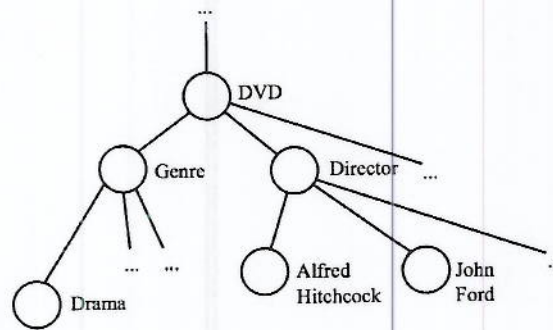 ...
DVD
Genre
Director
...
... ...
Alfred
Hitchcock
John
Ford
.
Drama